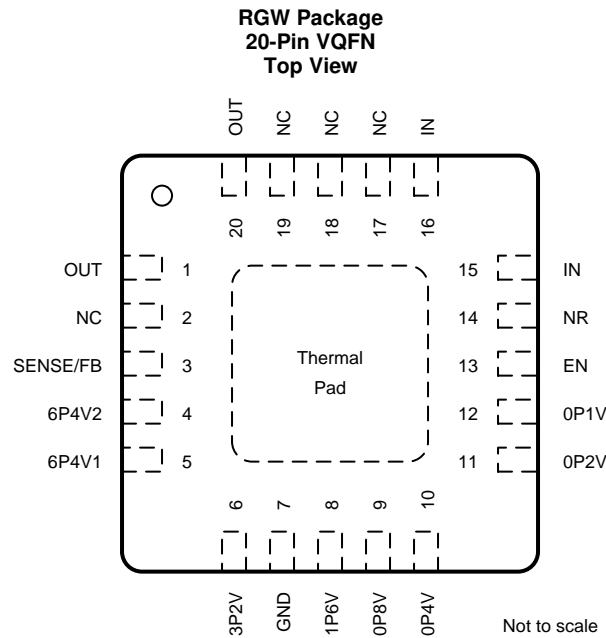 RGW Package
20-Pin VQFN
Top View
OUT NC NC NC IN
20 19 18 17 16
OUT 1
NC 2
SENSE/FB 3
6P4V2 4
6P4V1 5
Thermal
Pad
15 IN
14 NR
13 EN
12 0P1V
11 0P2V
6 7 8 9 10
3P2V GND 1P6V 0P8V 0P4V
Not to scale